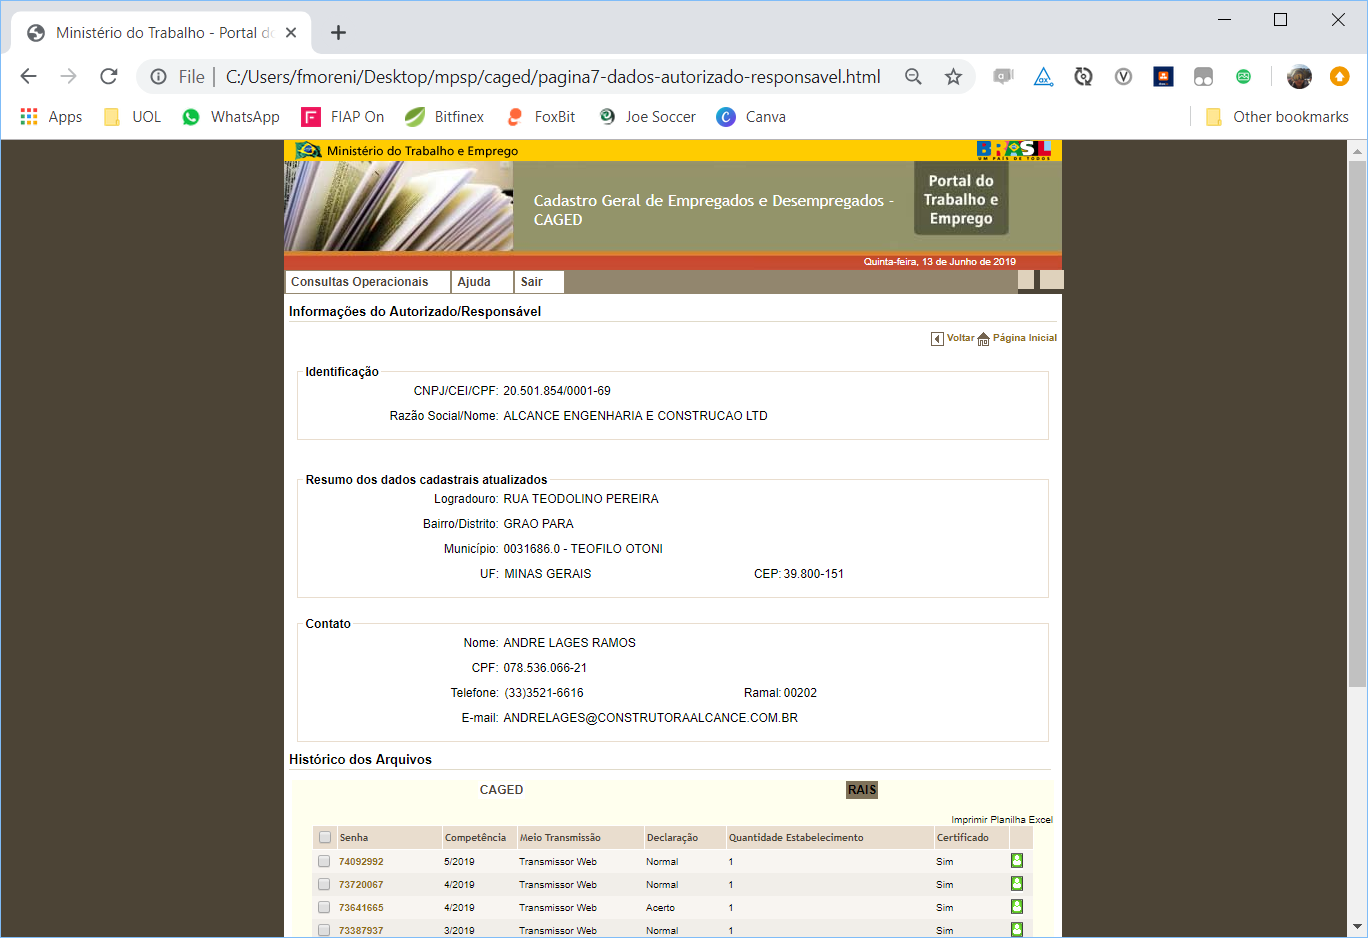 Ministério do Trabalho - Portal do
File
C:/Users/fmoreni/Desktop/mpsp/caged/pagina7-dados-autorizado-responsavel.html
Apps UOL WhatsApp FIAP On Bitfinex FoxBit Joe Soccer Canva Other bookmarks
Ministério do Trabalho e Emprego
BRASIL
UM PAÍS DE TODOS
Cadastro Geral de Empregados e Desempregados -
CAGED
Portal do
Trabalho e
Emprego
Quinta-feira, 13 de Junho de 2019
Consultas Operacionais Ajuda Sair
Informações do Autorizado/Responsável
Voltar Página Inicial
Identificação
CNPJ/CEI/CPF: 20.501.854/0001-69
Razão Social/Nome: ALCANCE ENGENHARIA E CONSTRUCAO LTD
Resumo dos dados cadastrais atualizados
Logradouro: RUA TEODOLINO PEREIRA
Bairro/Distrito: GRAO PARA
Município: 0031686.0 - TEOFILO OTONI
UF: MINAS GERAIS CEP: 39.800-151
Contato
Nome: ANDRE LAGES RAMOS
CPF: 078.536.066-21
Telefone: (33)3521-6616 Ramal: 00202
E-mail: ANDRELAGES@CONSTRUTORAALCANCE.COM.BR
Histórico dos Arquivos
CAGED RAIS
Imprimir Planilha Excel
Senha Competência Meio Transmissão Declaração Quantidade Estabelecimento Certificado
74092992 5/2019 Transmissor Web Normal 1 Sim
73720067 4/2019 Transmissor Web Normal 1 Sim
73641665 4/2019 Transmissor Web Acerto 1 Sim
73387937 3/2019 Transmissor Web Normal 1 Sim